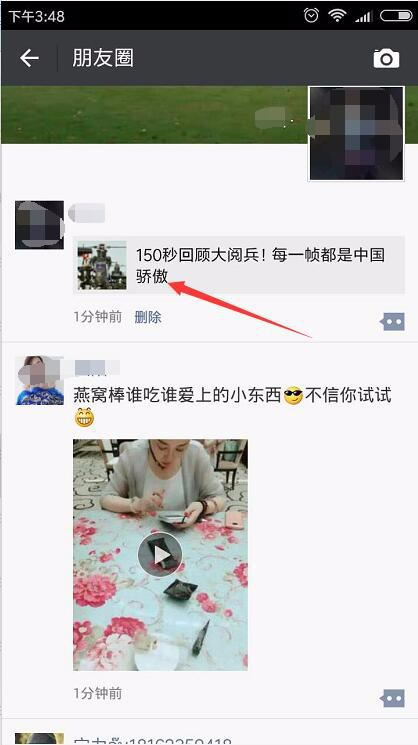 下午3:48
朋友圈
150秒回顾大阅兵！每一帧都是中国
骄傲
1分钟前 删除
燕窝棒谁吃谁爱上的小东西😎不信你试试
😁
1分钟前